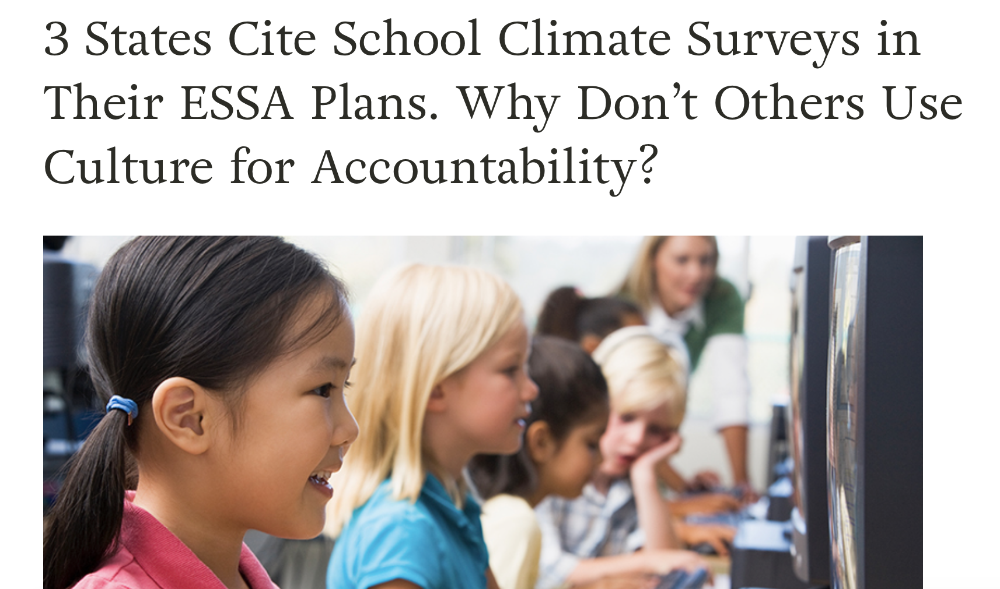 3 States Cite School Climate Surveys in
Their ESSA Plans. Why Don’t Others Use
Culture for Accountability?